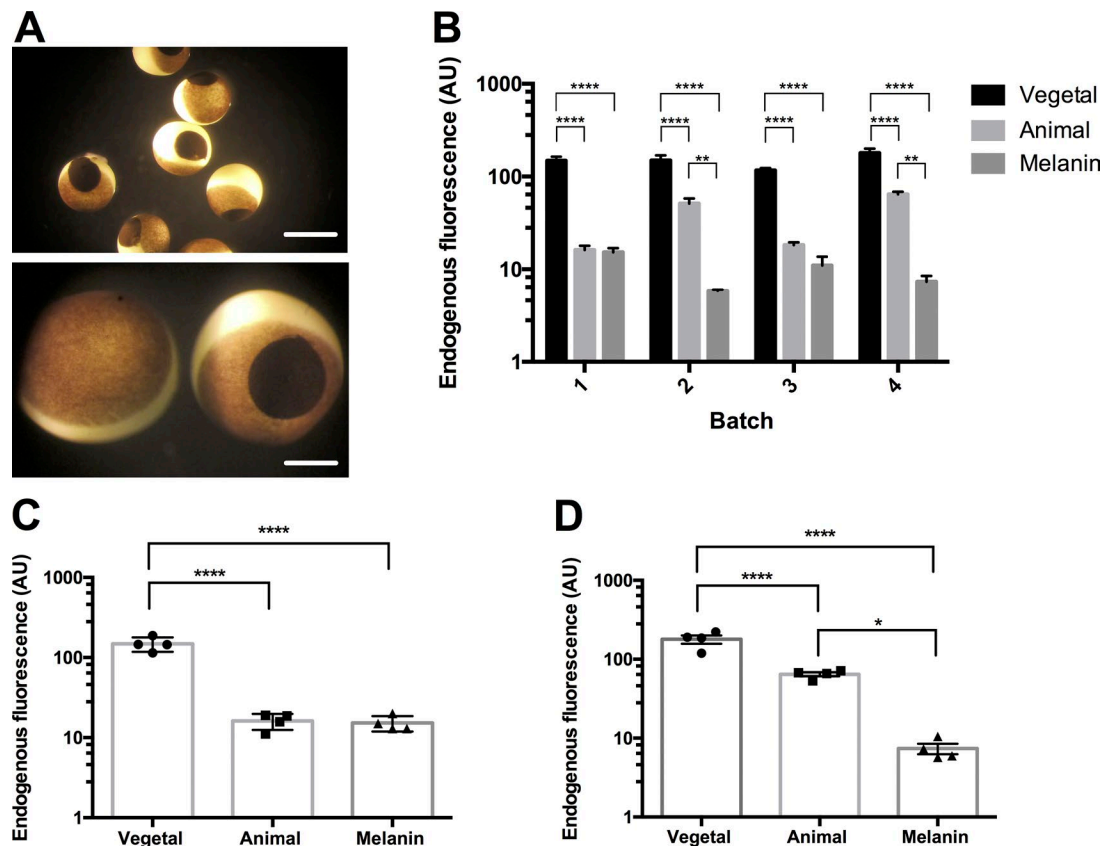 A
B
Endogenous fluorescence (AU)
1000
100
10
1
****
****
****
****
**
****
****
****
****
**
1
2
3
4
Batch
Vegetal
Animal
Melanin
C
Endogenous fluorescence (AU)
1000
100
10
1
****
****
Vegetal
Animal
Melanin
D
Endogenous fluorescence (AU)
1000
100
10
1
****
****
*
Vegetal
Animal
Melanin